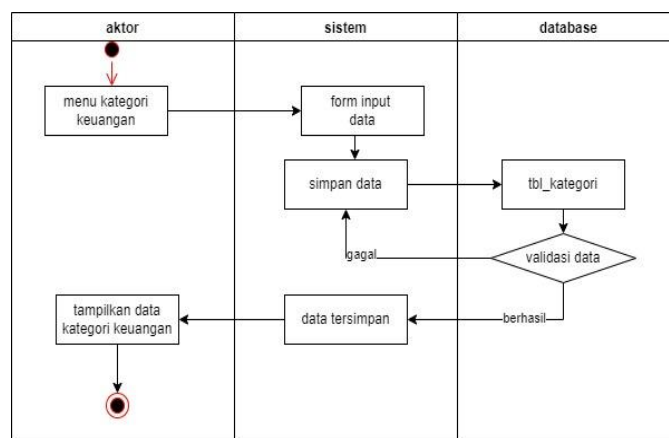 aktor
sistem
database
menu kategori
keuangan
form input
data
simpan data
tbl_kategori
validasi data
gagal
berhasil
data tersimpan
tampilkan data
kategori keuangan